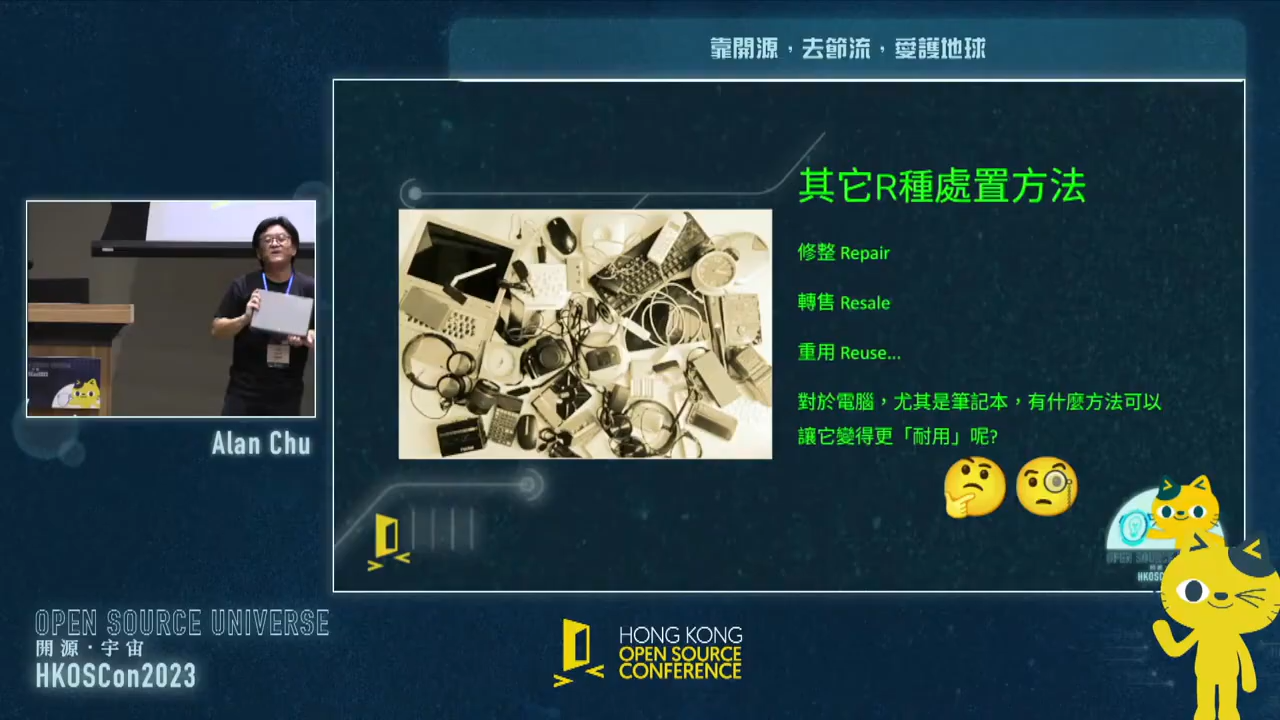 靠開源，去節流，愛護地球
其它R種處置方法
修整 Repair
轉售 Resale
重用 Reuse...
對於電腦，尤其是筆記本，有什麼方法可以
讓它變得更「耐用」呢?
Alan Chu
OPEN SOURCE UNIVERSE
開源·宇宙
HKOSCon2023
HONG KONG
OPEN SOURCE
CONFERENCE